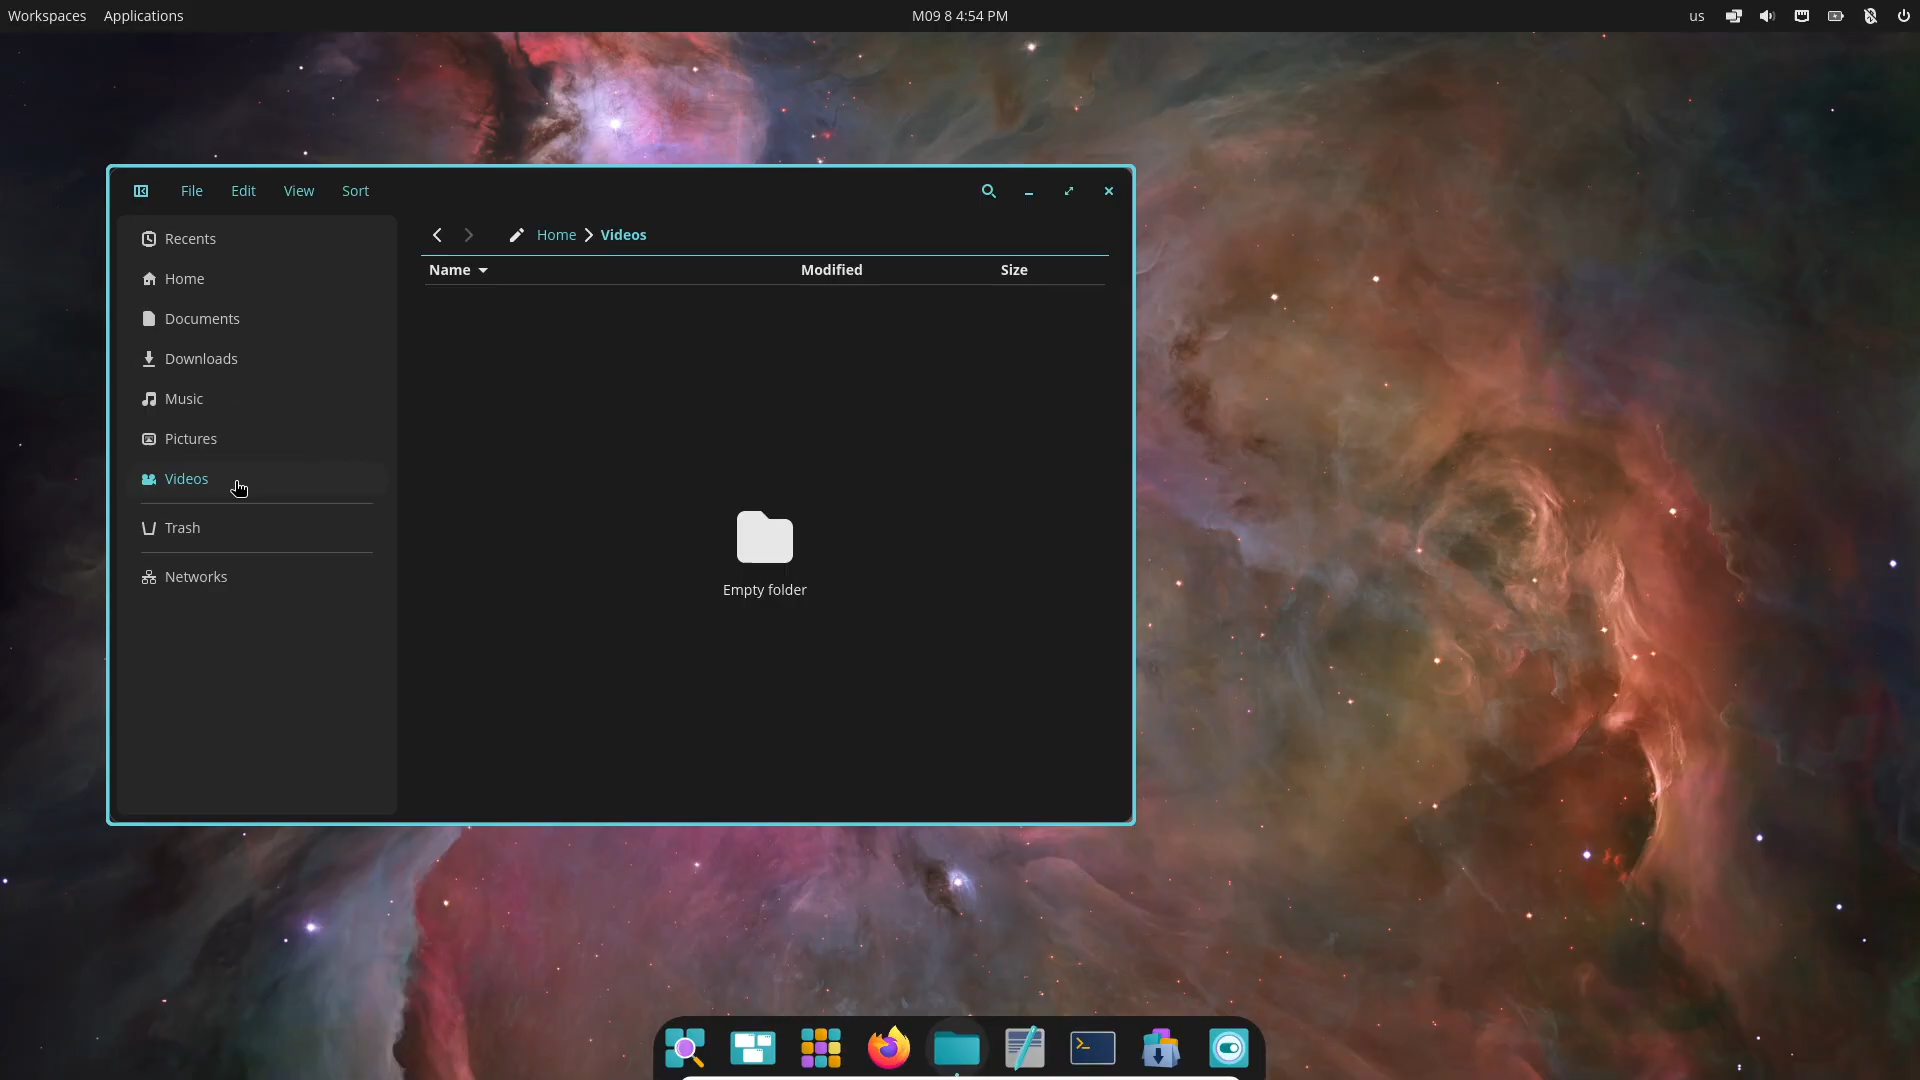 Workspaces Applications M09 8 4:54 PM us
File Edit View Sort
Recents
Home
Documents
Downloads
Music
Pictures
Videos
Trash
Networks
Home Videos
Name Modified Size
Empty folder